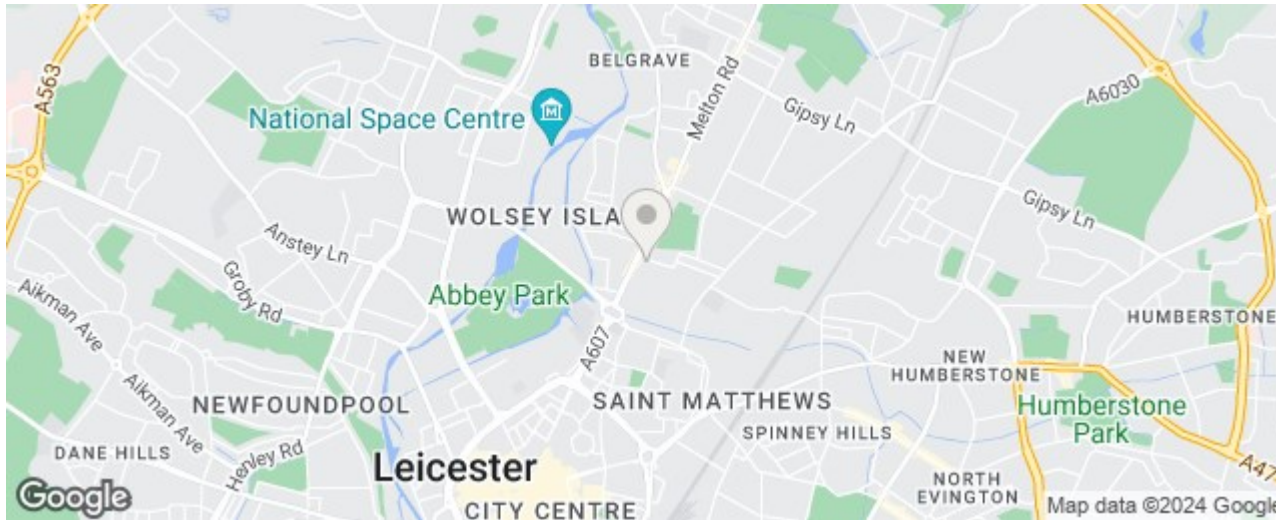 BELGRAVE
A563
Melton Rd
A6030
National Space Centre
Gipsy Ln
WOLSEY ISLA
Gipsy Ln
Anstey Ln
Groby Rd
Abbey Park
Aikman Ave
A607
HUMBERSTONE
NEW
HUMBERSTONE
Aikman Ave
NEWFOUNDPOOL
SAINT MATTHEWS
Humberstone
Park
SPINNEY HILLS
DANE HILLS
Henley Rd
Leicester
A47
NORTH
EVINGTON
CITY CENTRE
Google
Map data ©2024 Google